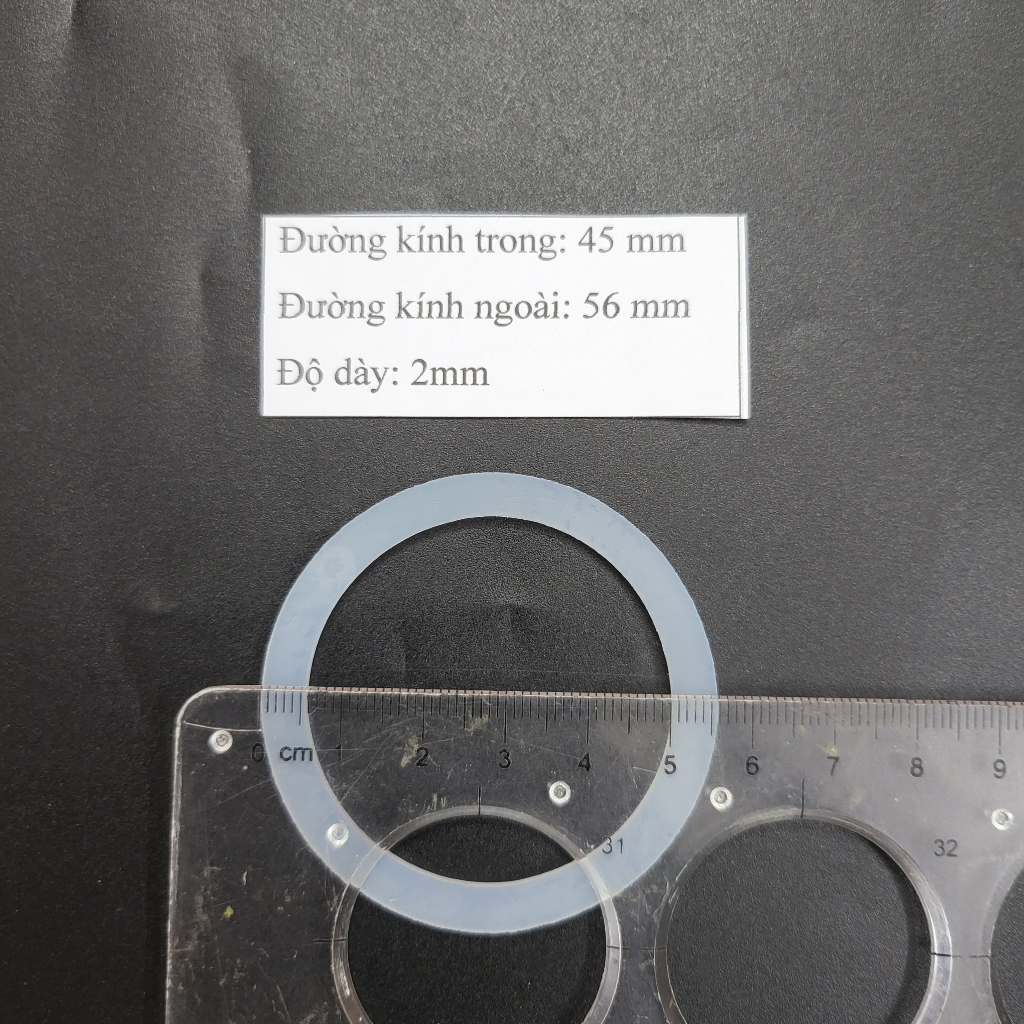 Đường kính trong: 45 mm
Đường kính ngoài: 56 mm
Độ dày: 2mm
0 cm 1 2 3 4 5 6 7 8 9
31 32